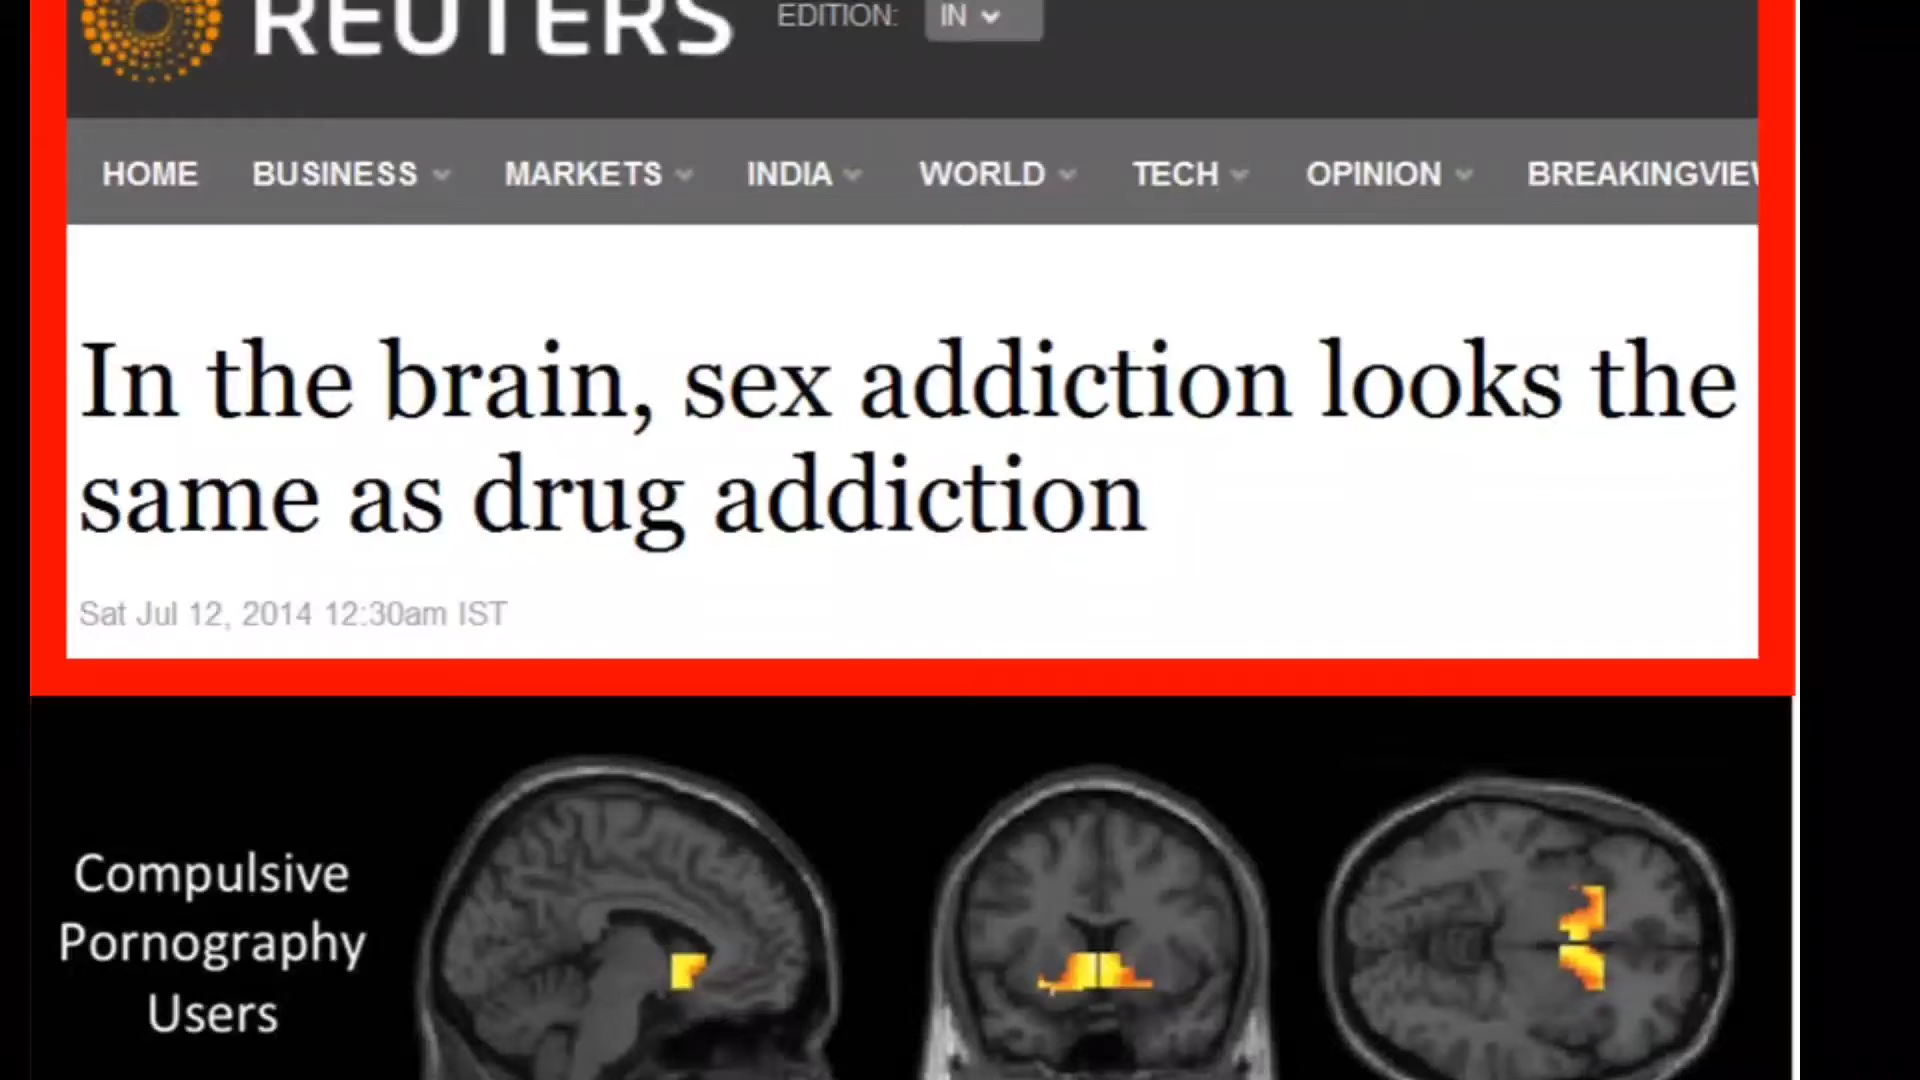 REUTERS EDITION: IN
HOME BUSINESS MARKETS INDIA WORLD TECH OPINION BREAKINGVIEW
In the brain, sex addiction looks the
same as drug addiction
Sat Jul 12, 2014 12:30am IST
Compulsive
Pornography
Users